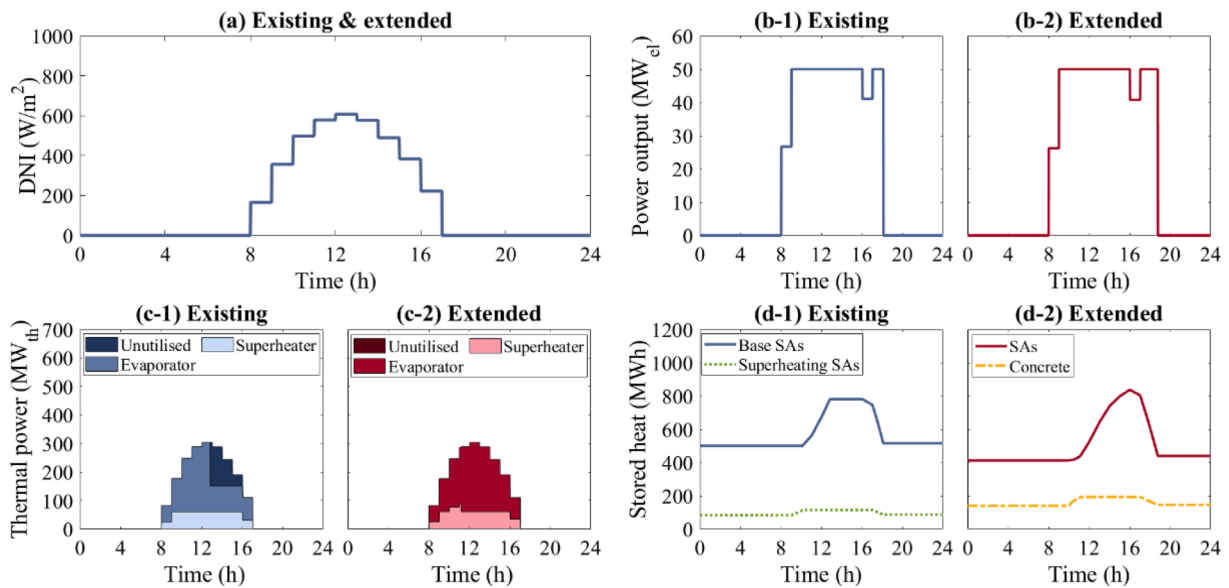 (a) Existing & extended
1000
800
600
400
200
0
DNI (W/m²)
0 4 8 12 16 20 24
Time (h)
(b-1) Existing
(b-2) Extended
60
50
40
30
20
10
0
Power output (MWel)
0 4 8 12 16 20 24
0 4 8 12 16 20 24
Time (h)
Time (h)
(c-1) Existing
(c-2) Extended
700
600
500
400
300
200
100
0
Thermal power (MWth)
Unutilised Superheater
Evaporator
Unutilised Superheater
Evaporator
0 4 8 12 16 20 24
0 4 8 12 16 20 24
Time (h)
Time (h)
(d-1) Existing
(d-2) Extended
1200
1000
800
600
400
200
0
Stored heat (MWh)
Base SAs
Superheating SAs
SAs
Concrete
0 4 8 12 16 20 24
0 4 8 12 16 20 24
Time (h)
Time (h)